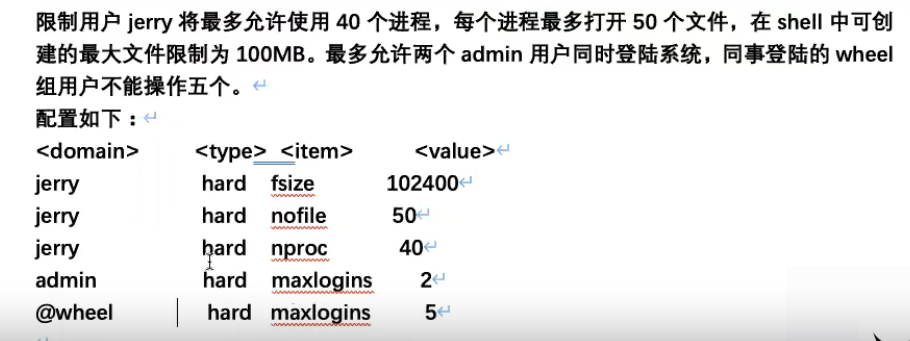 限制用户 jerry 将最多允许使用 40 个进程，每个进程最多打开 50 个文件，在 shell 中可创
建的最大文件限制为 100MB。最多允许两个 admin 用户同时登陆系统，同事登陆的 wheel
组用户不能操作五个。↵
配置如下：↵
<domain> <type> <item> <value>↵
jerry hard fsize 102400↵
jerry hard nofile 50↵
jerry hard nproc 40↵
admin hard maxlogins 2↵
@wheel hard maxlogins 5↵